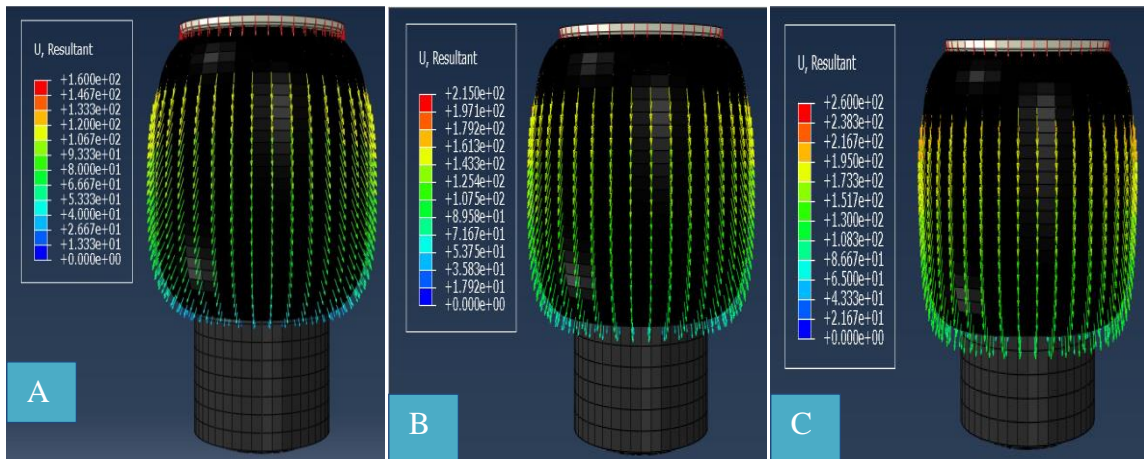 U, Resultant
+1.600e+02
+1.467e+02
+1.333e+02
+1.200e+02
+1.067e+02
+9.333e+01
+8.000e+01
+6.667e+01
+5.333e+01
+4.000e+01
+2.667e+01
+1.333e+01
+0.000e+00
A
U, Resultant
+2.150e+02
+1.971e+02
+1.792e+02
+1.613e+02
+1.433e+02
+1.254e+02
+1.075e+02
+8.958e+01
+7.167e+01
+5.375e+01
+3.583e+01
+1.792e+01
+0.000e+00
B
U, Resultant
+2.600e+02
+2.383e+02
+2.167e+02
+1.950e+02
+1.733e+02
+1.517e+02
+1.300e+02
+1.083e+02
+8.667e+01
+6.500e+01
+4.333e+01
+2.167e+01
+0.000e+00
C